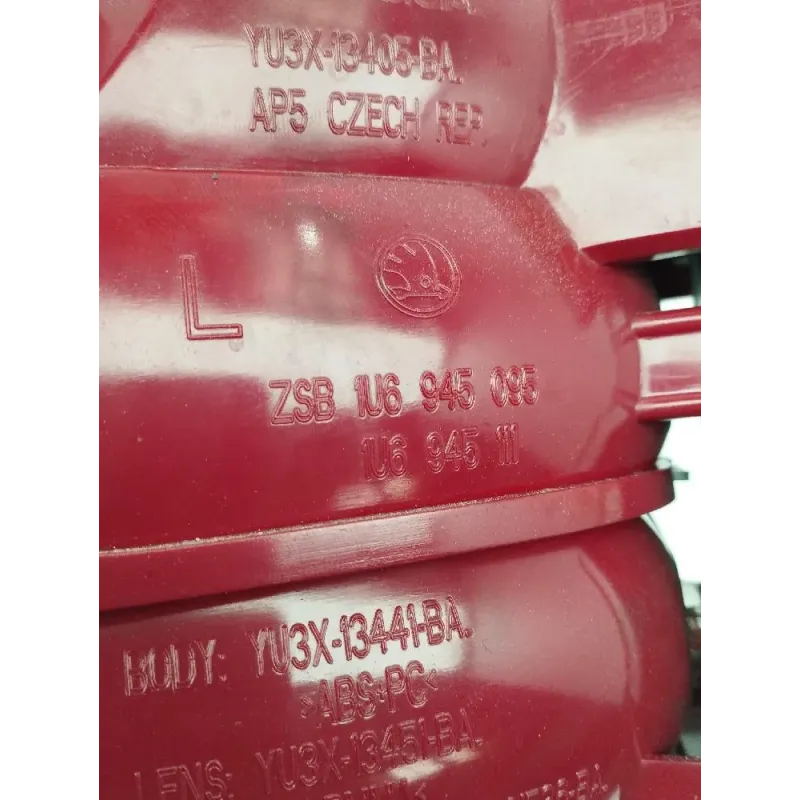 YU3X-13405-BA.
AP5 CZECH REP.
L
ZSB 1U6 945 095
1U6 945 111
BODY: YU3X-13441-BA.
>ABS+PC<
LENS: YU3X-13451-BA.